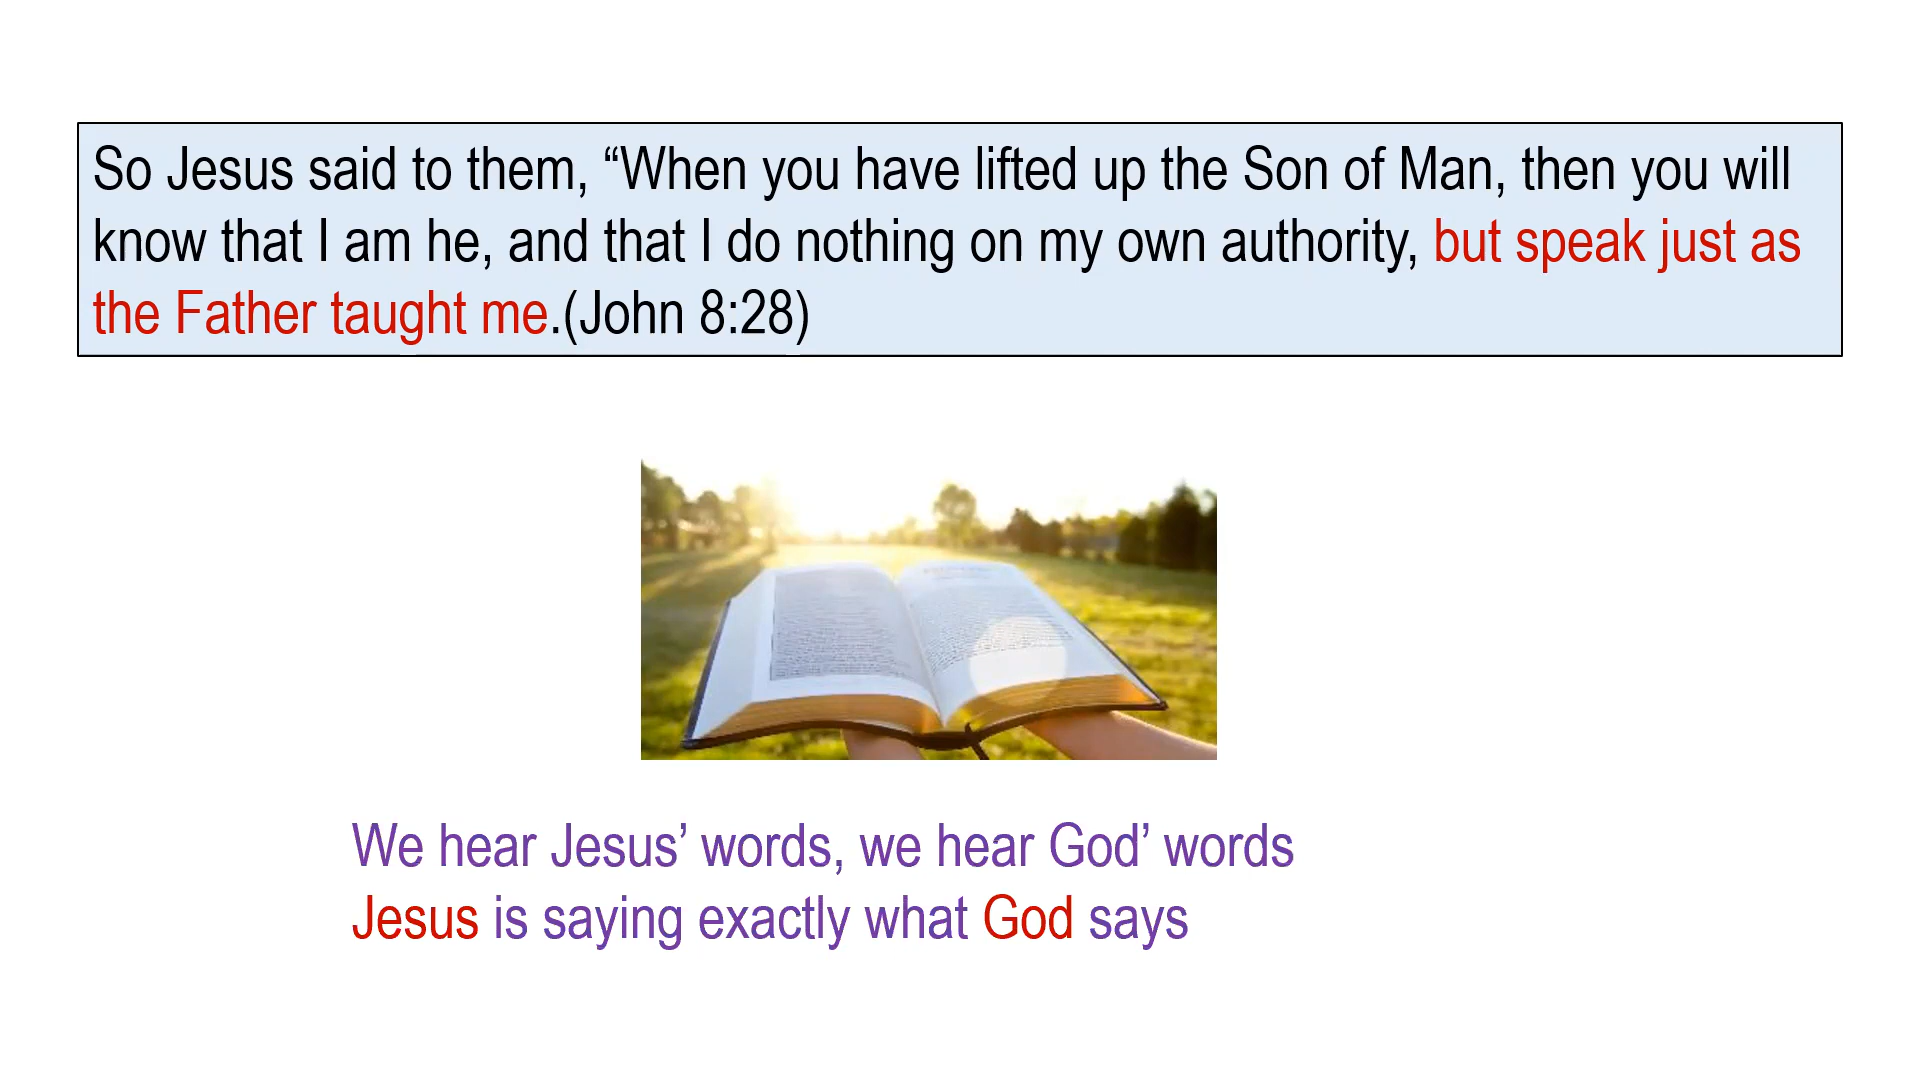 So Jesus said to them, “When you have lifted up the Son of Man, then you will
know that I am he, and that I do nothing on my own authority, but speak just as
the Father taught me.(John 8:28)
We hear Jesus’ words, we hear God’ words
Jesus is saying exactly what God says